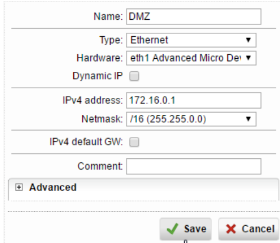 Name: DMZ
Type: Ethernet
Hardware: eth1 Advanced Micro Dev
Dynamic IP
IPv4 address: 172.16.0.1
Netmask: /16 (255.255.0.0)
IPv4 default GW:
Comment:
Advanced
Save Cancel